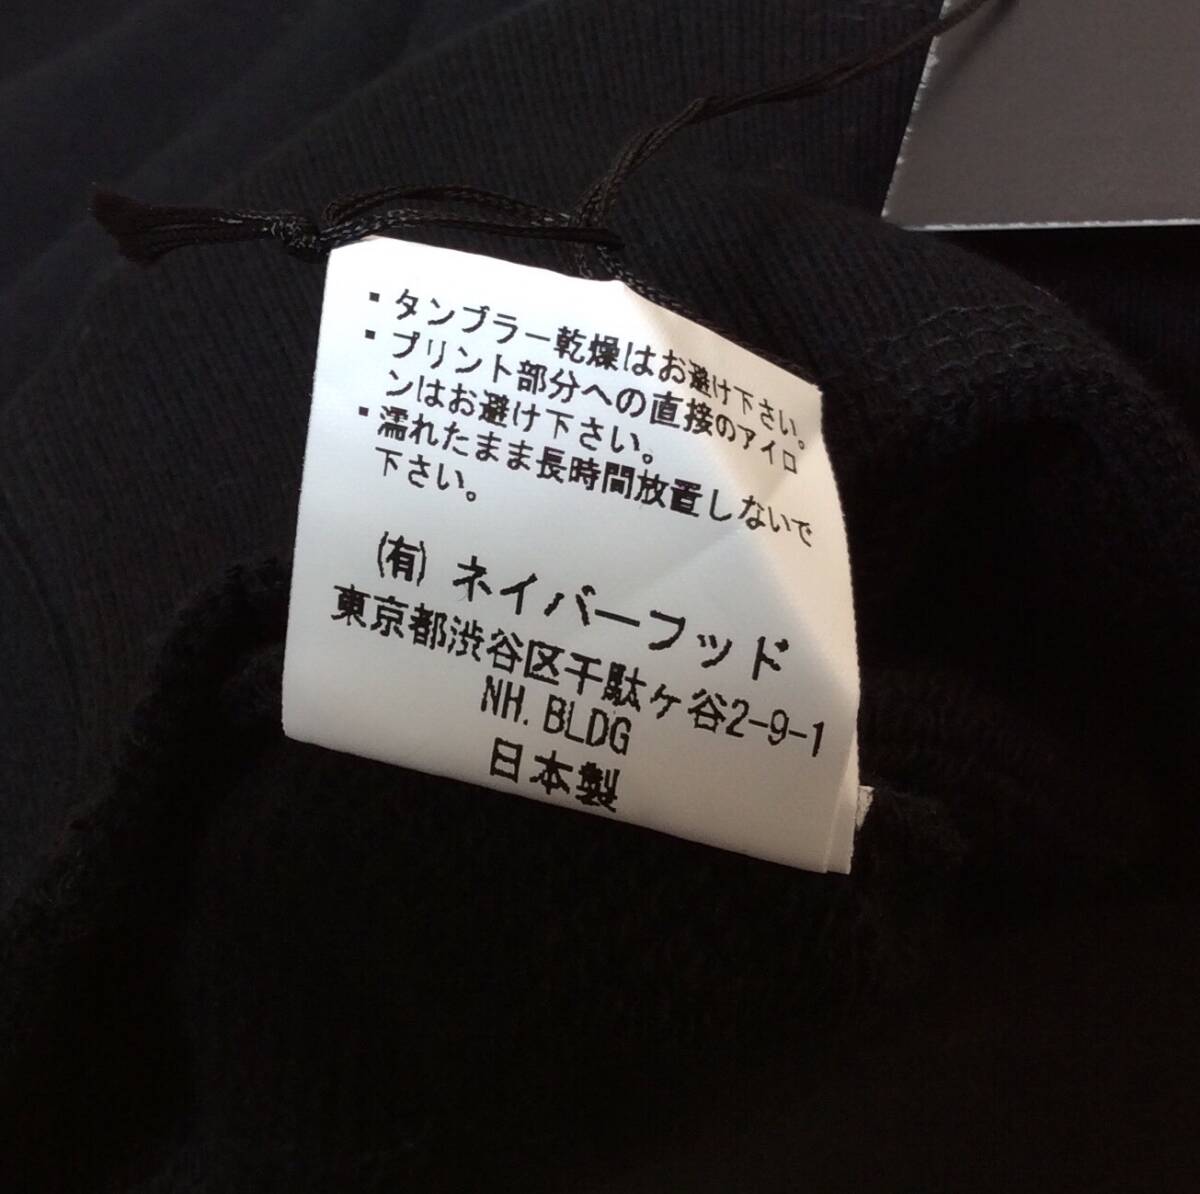 ・タンブラー乾燥はお避け下さい。
・プリント部分への直接のアイロ
ンはお避け下さい。
・濡れたまま長時間放置しないで
下さい。
(有) ネイバーフッド
東京都渋谷区千駄ヶ谷2-9-1
NH. BLDG
日本製